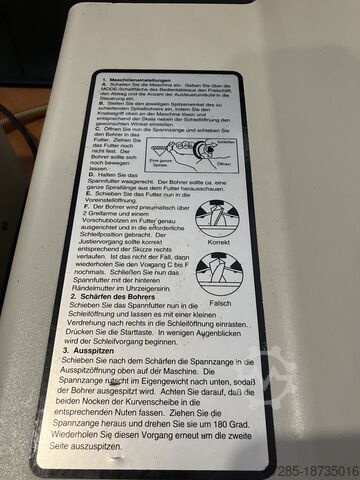 1. Maschineneinstellungen
A. Schalten Sie die Maschine ein. Geben Sie über die
MODE-Schaltfläche des Bedientableaus den Freischliff,
den Abtrag und die Anzahl der Ausfeuerumläufe in die
Steuerung ein.
B. Stellen Sie den jeweiligen Spitzenwinkel des zu
schleifenden Spiralbohrers ein, indem Sie den
Knebelgriff oben an der Maschine lösen und
entsprechend der Skala neben der Schleiföffnung den
gewünschten Winkel einstellen.
C. Öffnen Sie nun die Spannzange und schieben Sie
den Bohrer in das
Futter. Ziehen Sie
das Futter noch
nicht fest. Der
Bohrer sollte sich
noch bewegen
lassen.
Schließen
Eine ganze
Spirale.
Öffnen
D. Halten Sie das
Spannfutter waagerecht. Der Bohrer sollte ca. eine
ganze Spirallänge aus dem Futter herausschauen.
E. Schieben Sie das Futter nun in die
Voreinstellöffnung.
F. Der Bohrer wird pneumatisch über
2 Greifarme und einem
Vorschubbolzen im Futter genau
ausgerichtet und in die erforderliche
Schleifposition gebracht. Der
Justiervorgang sollte korrekt
entsprechend der Skizze rechts
verlaufen. Ist das nicht der Fall, dann
wiederholen Sie den Vorgang C bis F
nochmals. Schließen Sie nun das
Spannfutter mit der hinteren
Rändelmutter im Uhrzeigersinn.
Korrekt
Falsch
2. Schärfen des Bohrers
Schieben Sie das Spannfutter nun in die
Schleiföffnung und lassen es mit einer kleinen
Verdrehung nach rechts in die Schleiföffnung einrasten.
Drücken Sie die Starttaste. In wenigen Augenblicken
wird der Schleifvorgang beginnen.
3. Ausspitzen
Schieben Sie nach dem Schärfen die Spannzange in die
Ausspitzöffnung oben auf der Maschine. Die
Spannzange rutscht im Eigengewicht nach unten, sodaß
der Bohrer ausgespitzt wird. Achten Sie darauf, daß die
beiden Nocken der Kurvenscheibe in die
entsprechenden Nuten fassen. Ziehen Sie die
Spannzange heraus und drehen Sie sie um 180 Grad.
Wiederholen Sie diesen Vorgang erneut um die zweite
Seite auszuspitzen.
7285-18735016